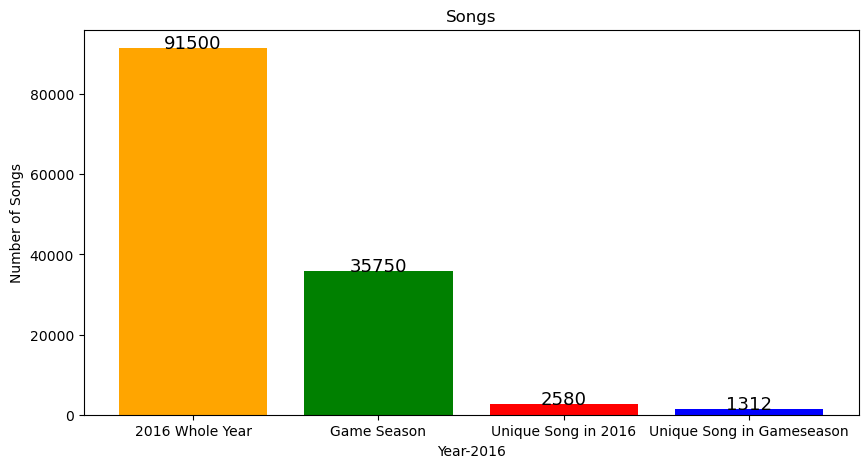 Songs
91500
80000
60000
Number of Songs
40000
35750
20000
2580
1312
0
2016 Whole Year
Game Season
Unique Song in 2016
Unique Song in Gameseason
Year-2016